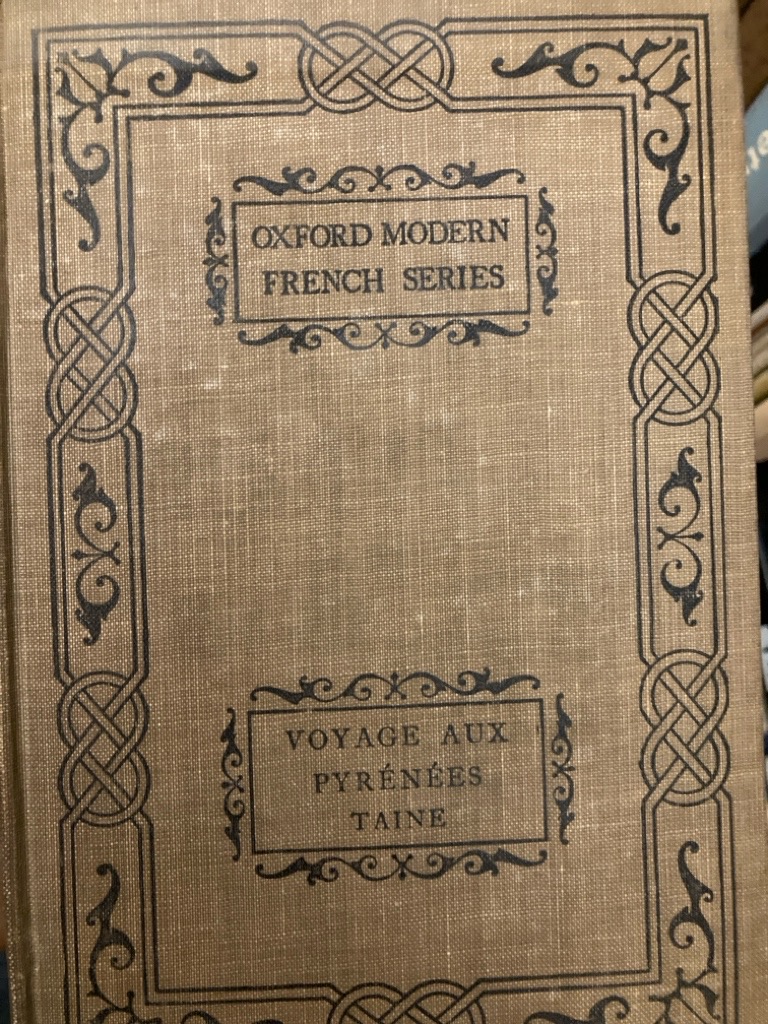 OXFORD MODERN
FRENCH SERIES
VOYAGE AUX
PYRÉNÉES
TAINE